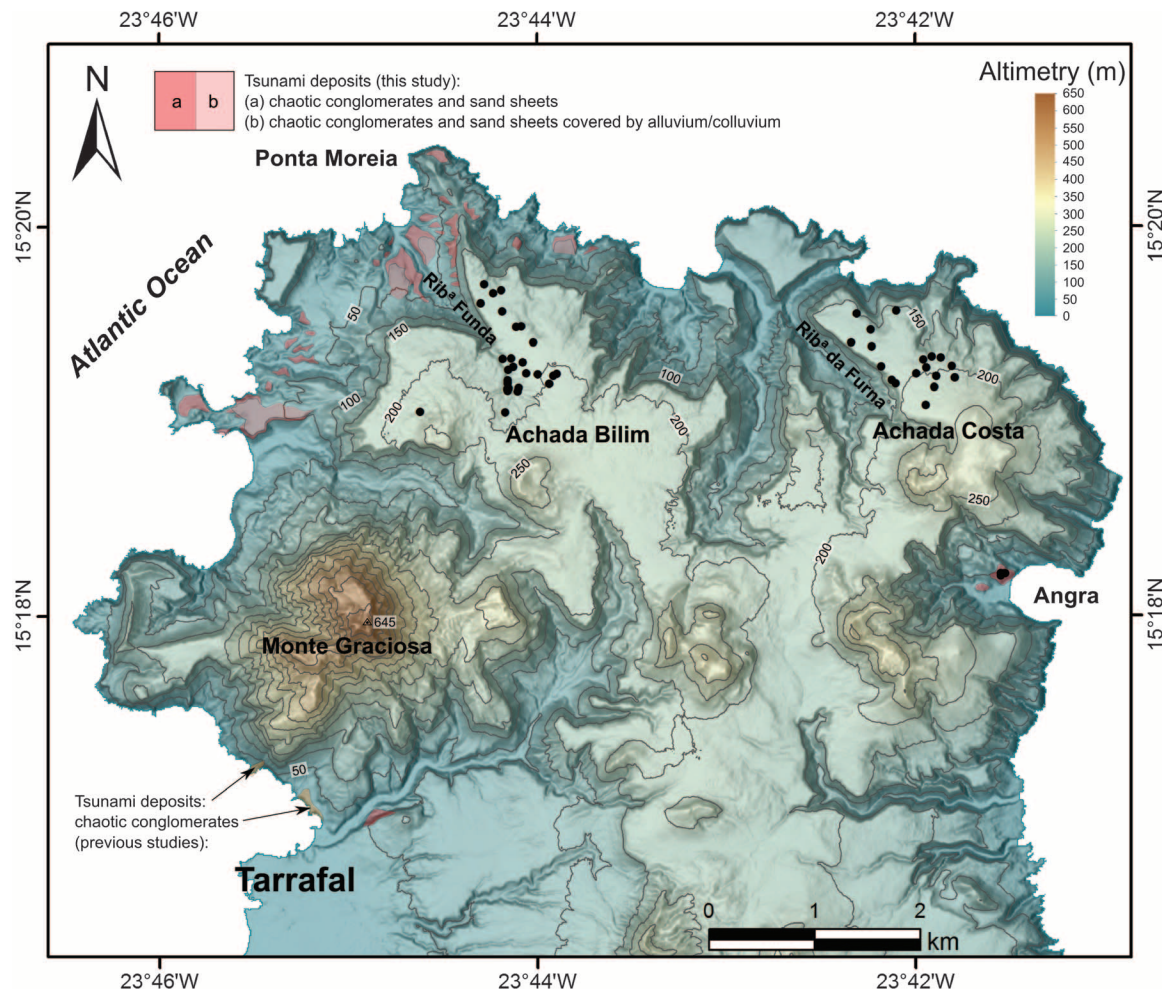 23°46'W
23°44'W
23°42'W
N
a
b
Tsunami deposits (this study):
(a) chaotic conglomerates and sand sheets
(b) chaotic conglomerates and sand sheets covered by alluvium/colluvium
Altimetry (m)
650
600
550
500
450
400
350
300
250
200
150
100
50
0
Ponta Moreia
15°20'N
15°20'N
Atlantic Ocean
Ribª Funda
Ribª da Furna
50
150
150
100
100
200
200
200
Achada Bilim
Achada Costa
250
250
200
Angra
15°18'N
15°18'N
645
Monte Graciosa
50
Tsunami deposits:
chaotic conglomerates
(previous studies):
Tarrafal
0
1
2
km
23°46'W
23°44'W
23°42'W